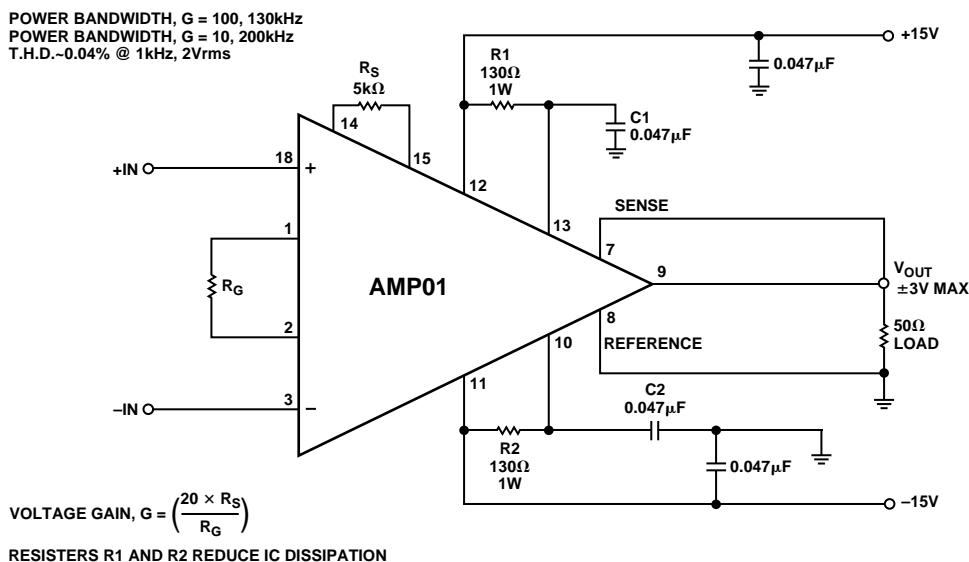 POWER BANDWIDTH, G = 100, 130kHz
POWER BANDWIDTH, G = 10, 200kHz
T.H.D.~0.04% @ 1kHz, 2Vrms
+15V
R1
130Ω
1W
0.047μF
RS
5kΩ
14
15
C1
0.047μF
+IN
18
+
12
13
SENSE
7
1
RG
2
AMP01
9
VOUT
±3V MAX
8
REFERENCE
50Ω
LOAD
10
11
–IN
3
–
C2
0.047μF
R2
130Ω
1W
0.047μF
–15V
VOLTAGE GAIN, G = (20 × RS / RG)
RESISTERS R1 AND R2 REDUCE IC DISSIPATION